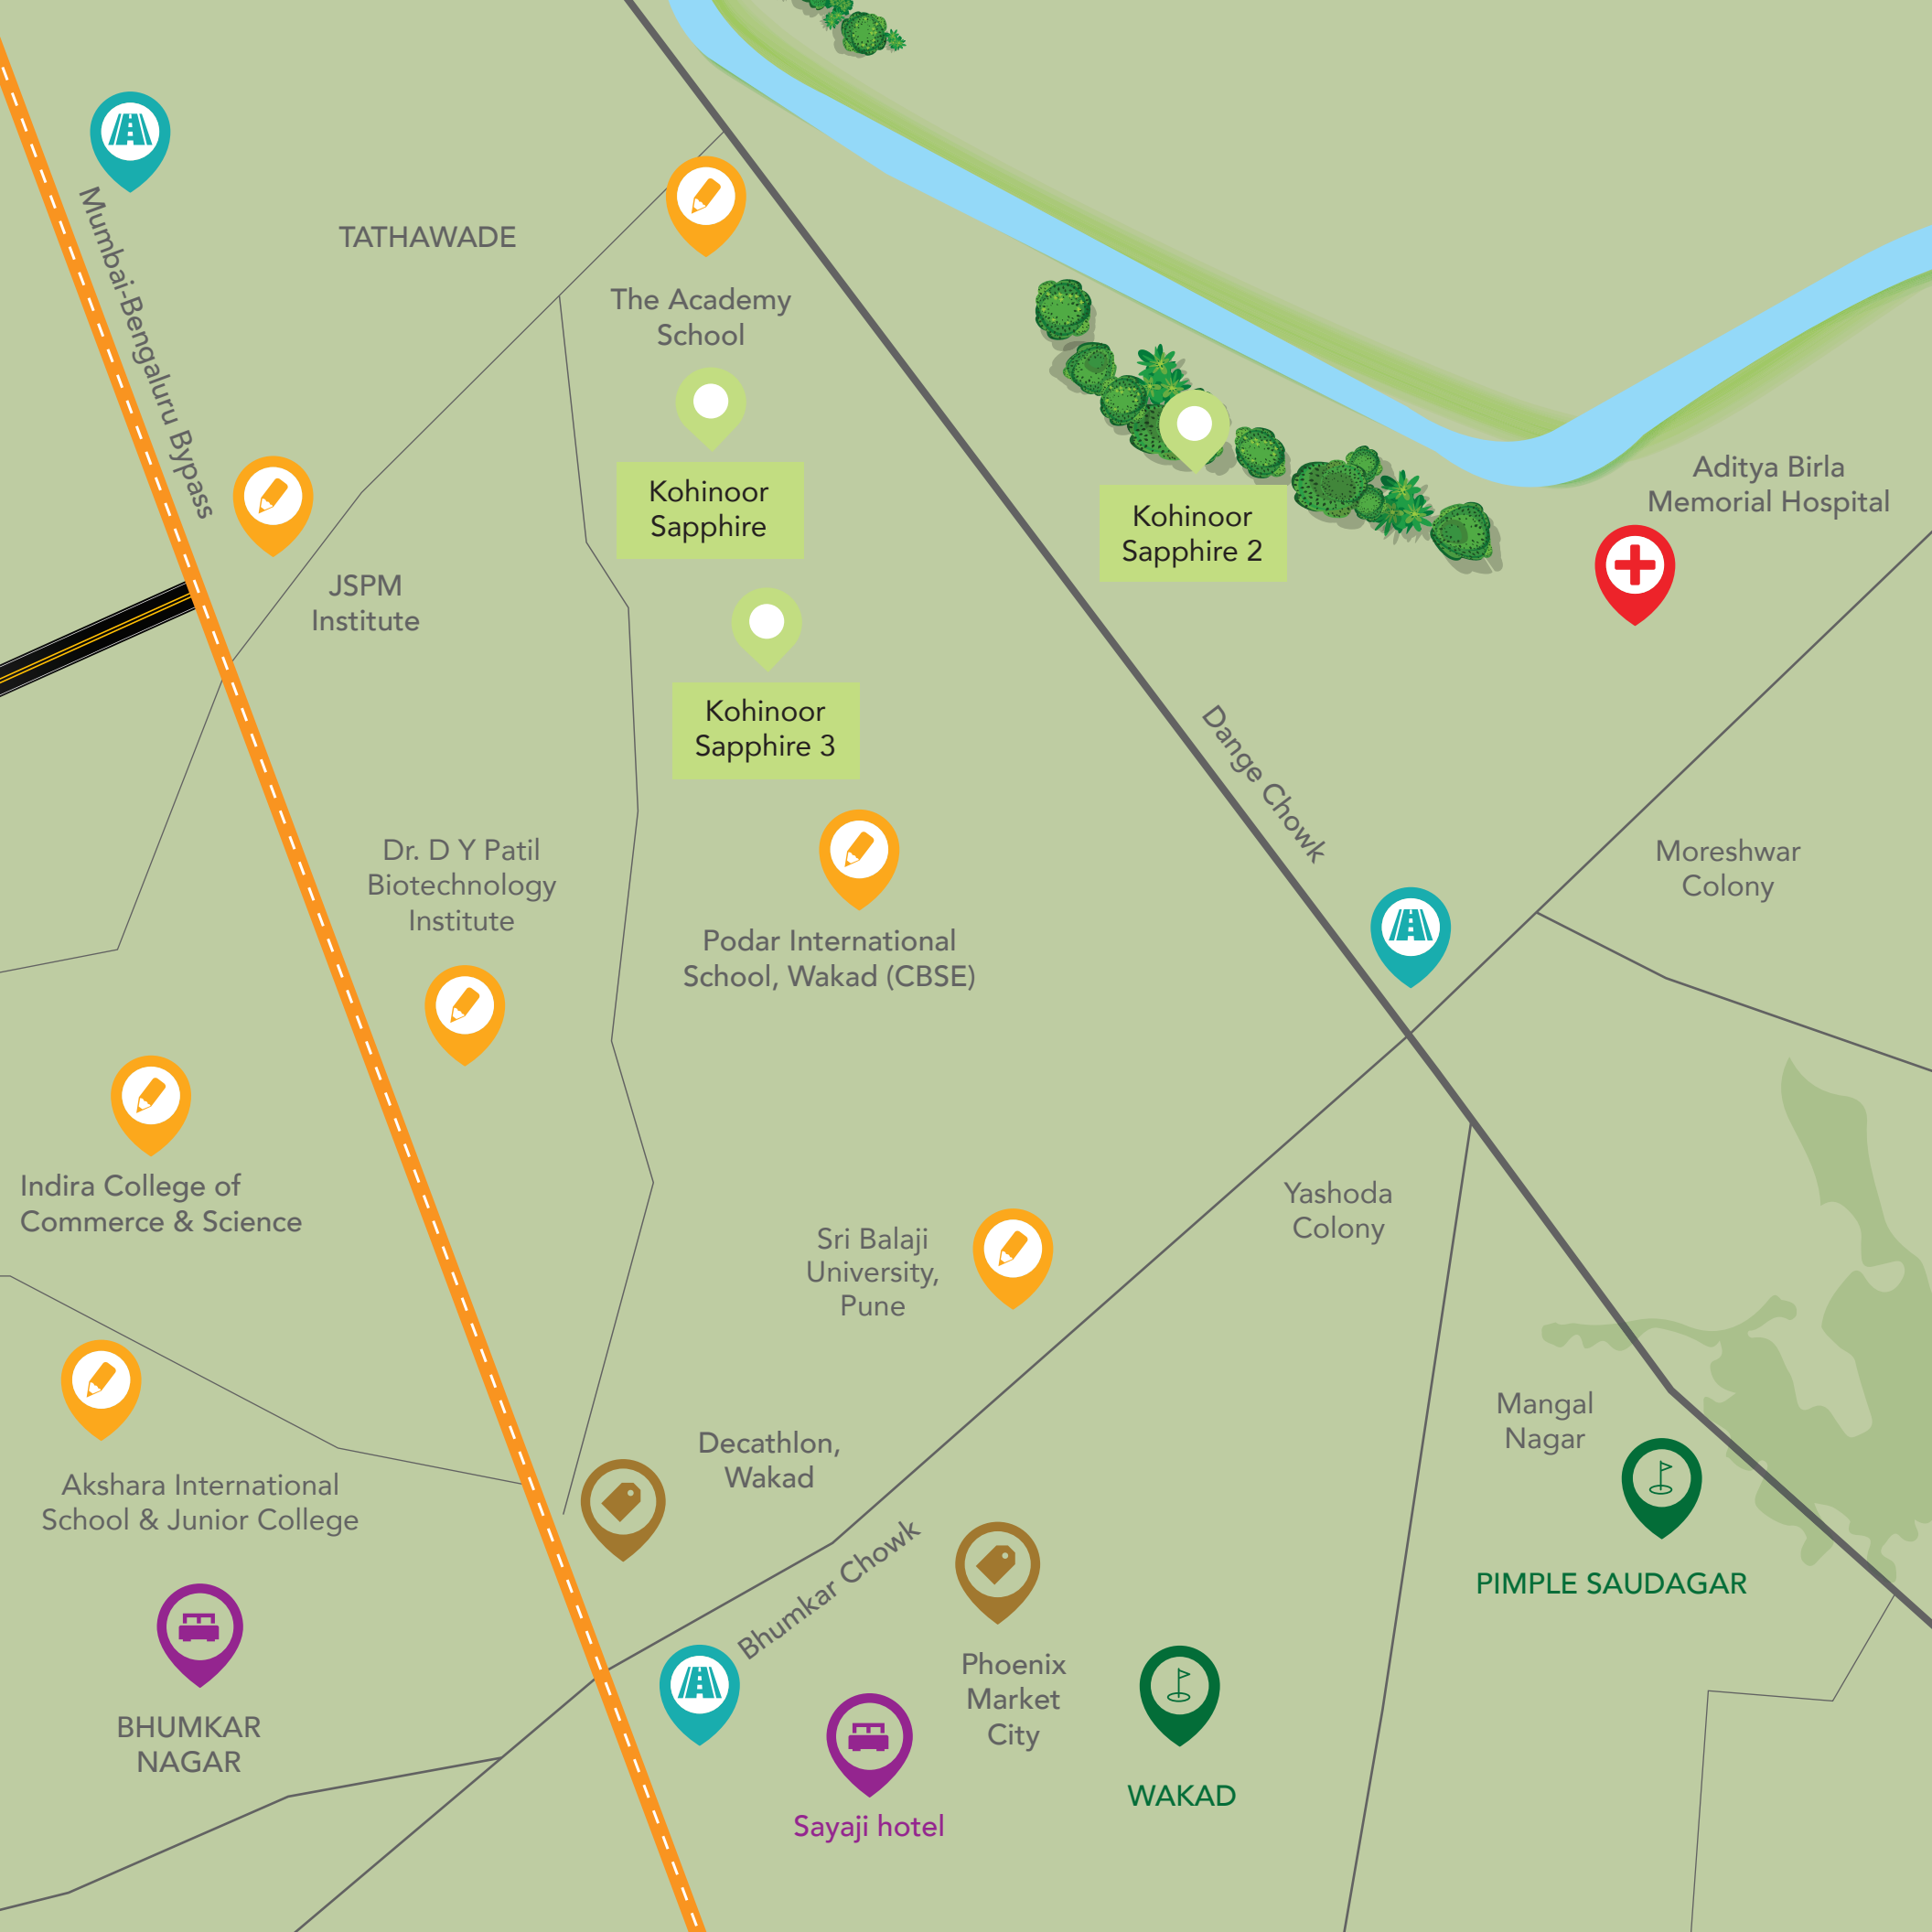 Mumbai-Bengaluru Bypass
TATHAWADE
The Academy
School
Kohinoor
Sapphire
Kohinoor
Sapphire 2
Aditya Birla
Memorial Hospital
JSPM
Institute
Kohinoor
Sapphire 3
Dange Chowk
Dr. D Y Patil
Biotechnology
Institute
Moreshwar
Colony
Podar International
School, Wakad (CBSE)
Indira College of
Commerce & Science
Yashoda
Colony
Sri Balaji
University,
Pune
Mangal
Nagar
Decathlon,
Wakad
Akshara International
School & Junior College
Bhumkar Chowk
PIMPLE SAUDAGAR
Phoenix
Market
City
BHUMKAR
NAGAR
WAKAD
Sayaji hotel